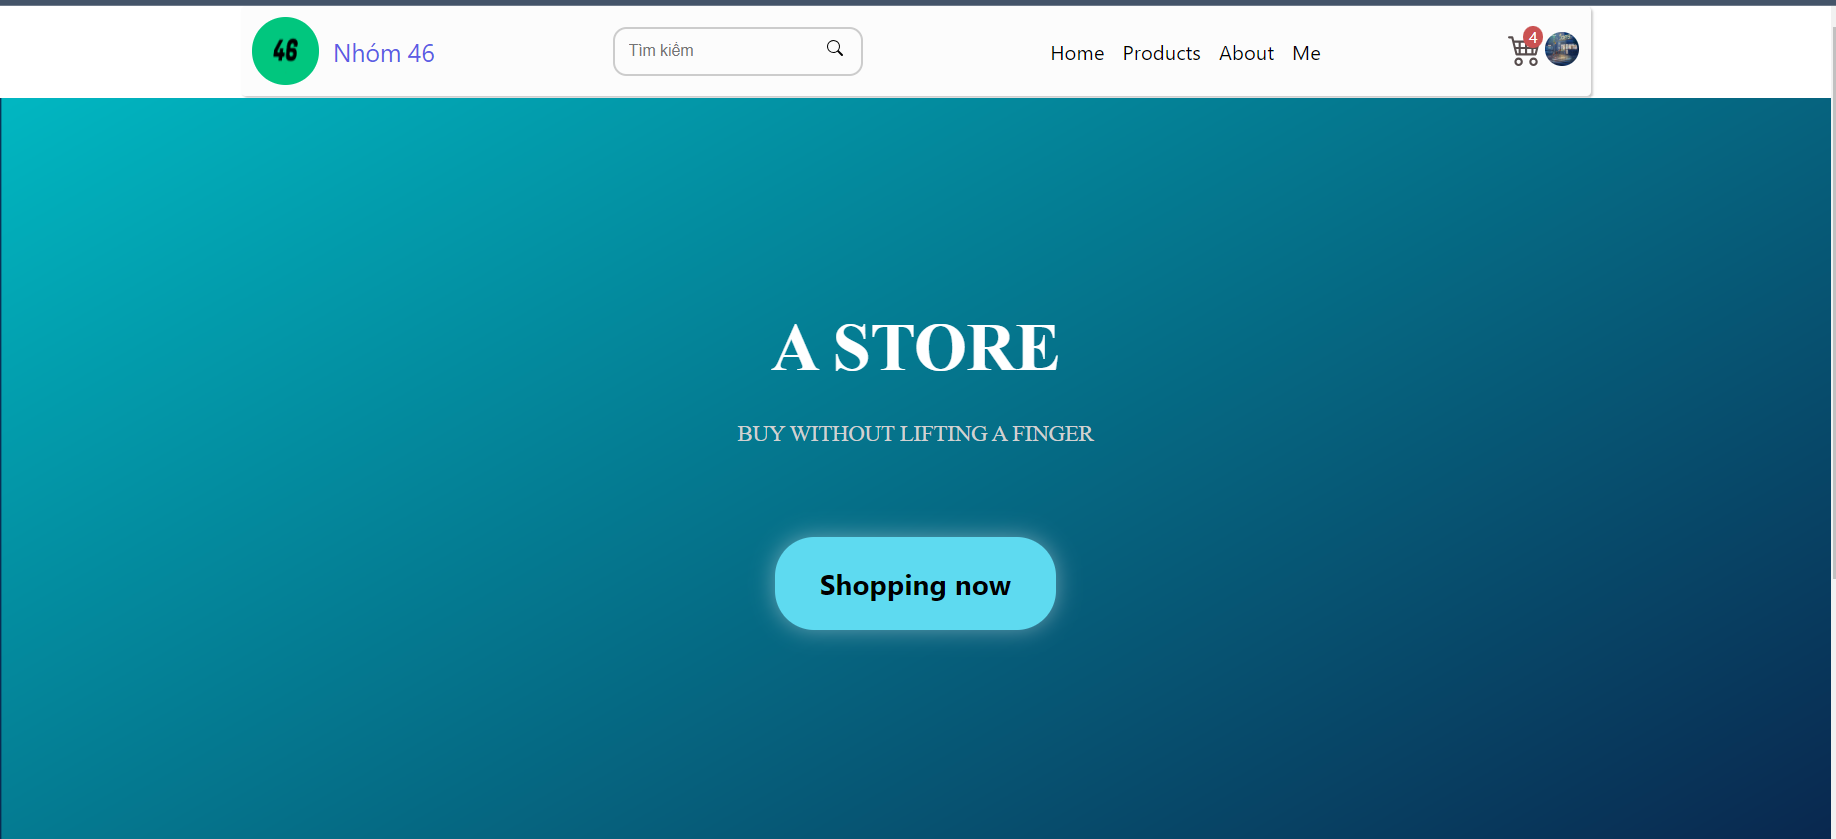 46
Nhóm 46
Tìm kiếm
Home
Products
About
Me
4
A STORE
BUY WITHOUT LIFTING A FINGER
Shopping now